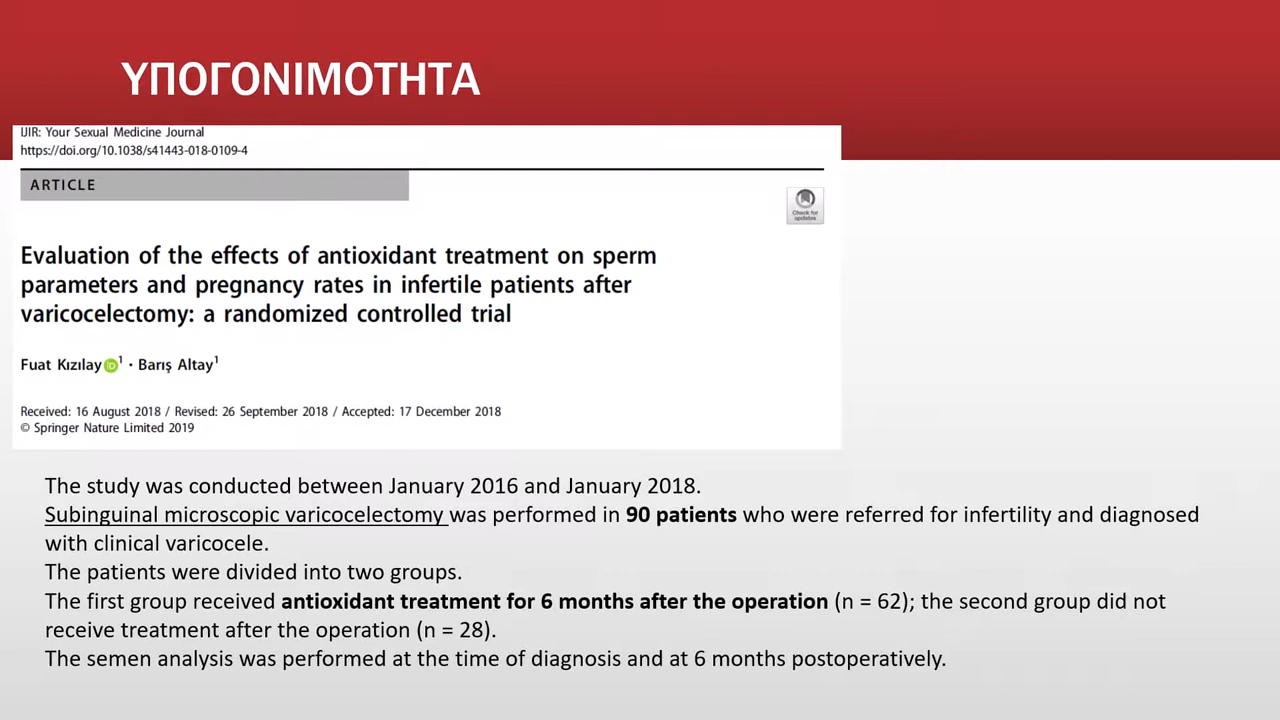 ΥΠΟΓΟΝΙΜΟΤΗΤΑ
IJIR: Your Sexual Medicine Journal
https://doi.org/10.1038/s41443-018-0109-4
ARTICLE
Check for
updates
Evaluation of the effects of antioxidant treatment on sperm
parameters and pregnancy rates in infertile patients after
varicocelectomy: a randomized controlled trial
Fuat Kızılay iD 1 · Barış Altay1
Received: 16 August 2018 / Revised: 26 September 2018 / Accepted: 17 December 2018
© Springer Nature Limited 2019
The study was conducted between January 2016 and January 2018.
Subinguinal microscopic varicocelectomy was performed in 90 patients who were referred for infertility and diagnosed
with clinical varicocele.
The patients were divided into two groups.
The first group received antioxidant treatment for 6 months after the operation (n = 62); the second group did not
receive treatment after the operation (n = 28).
The semen analysis was performed at the time of diagnosis and at 6 months postoperatively.